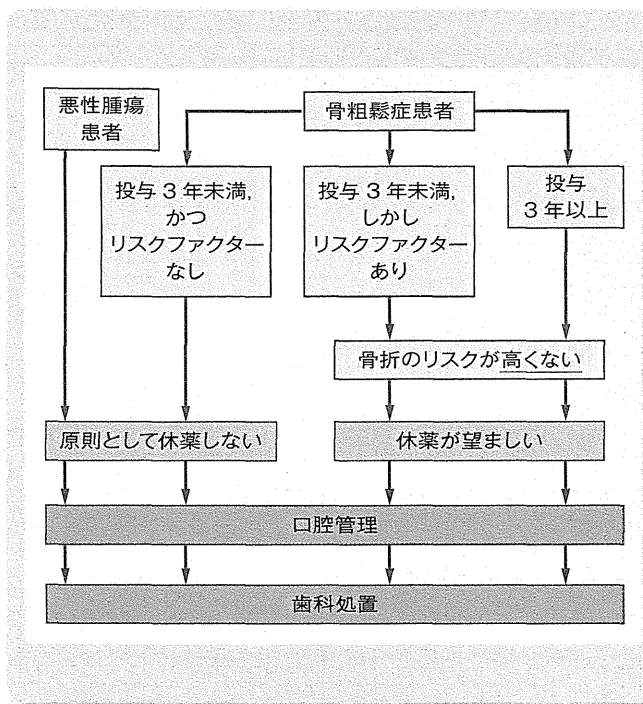 悪性腫瘍
患者
骨粗鬆症患者
投与3年未満,
かつ
リスクファクター
なし
投与3年未満,
しかし
リスクファクター
あり
投与
3年以上
骨折のリスクが高くない
原則として休薬しない
休薬が望ましい
口腔管理
歯科処置